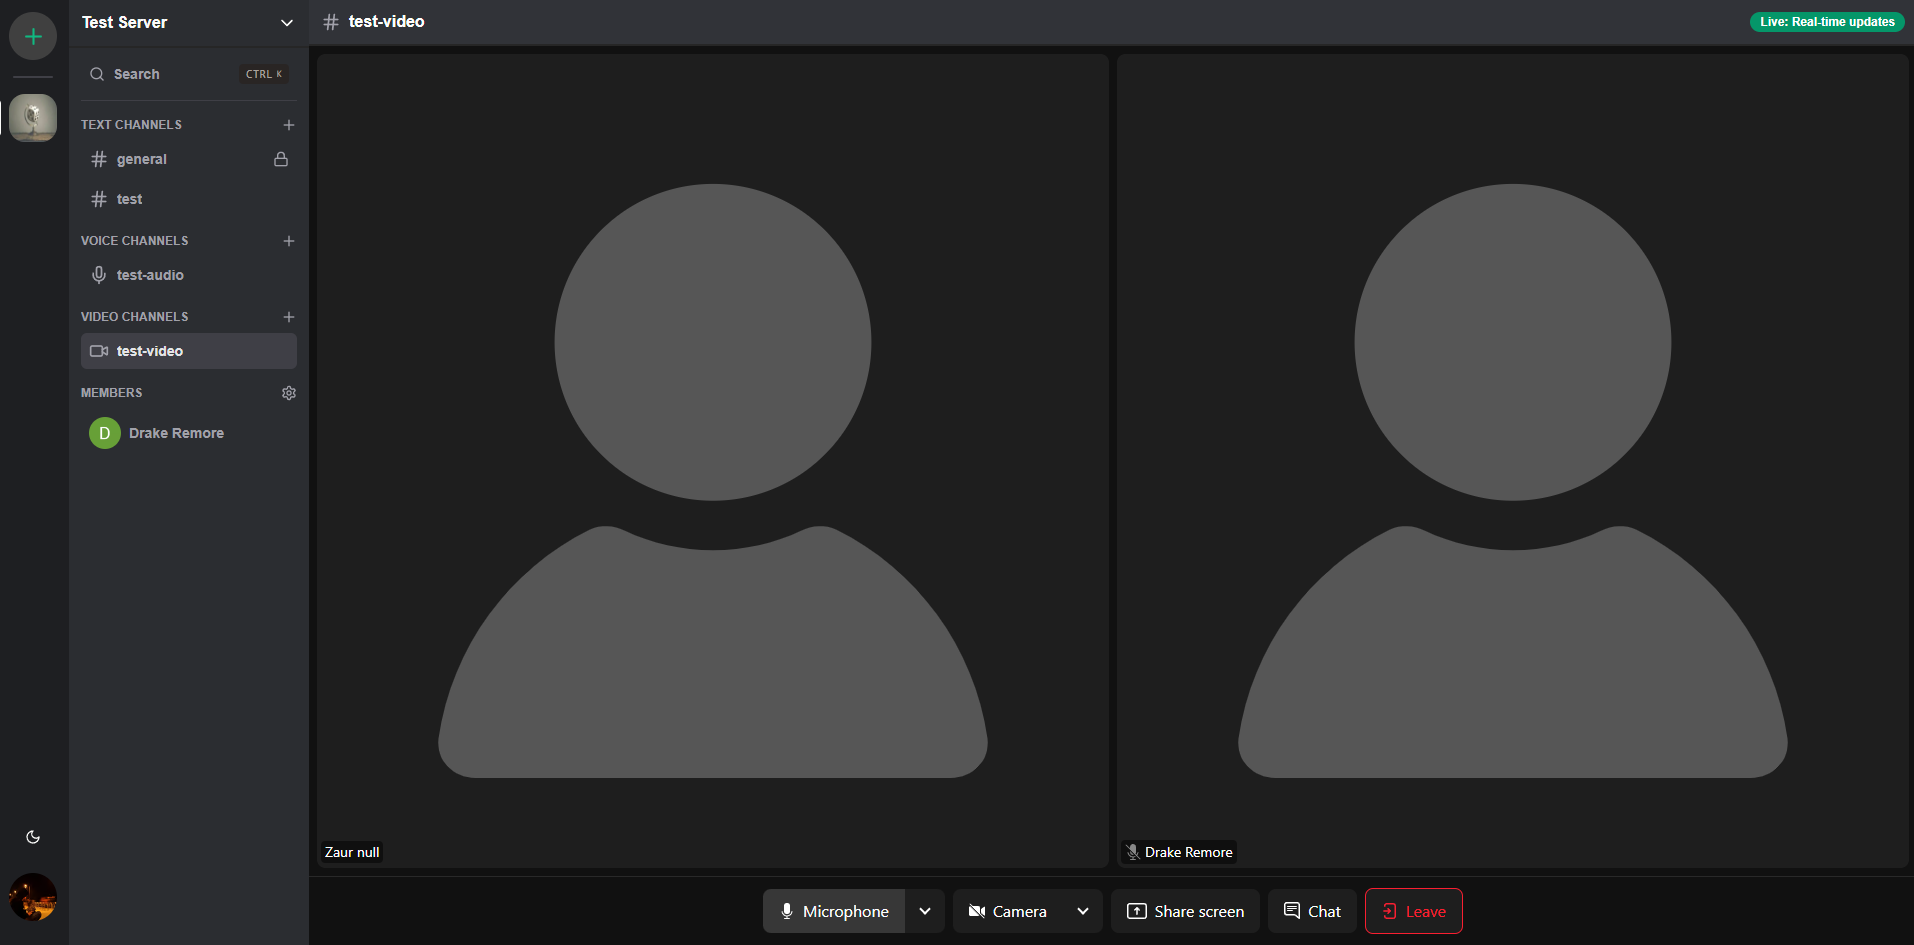 Test Server
Search
CTRL K
TEXT CHANNELS
general
test
VOICE CHANNELS
test-audio
VIDEO CHANNELS
test-video
MEMBERS
D
Drake Remore
# test-video
Live: Real-time updates
Zaur null
Drake Remore
Microphone
Camera
Share screen
Chat
Leave